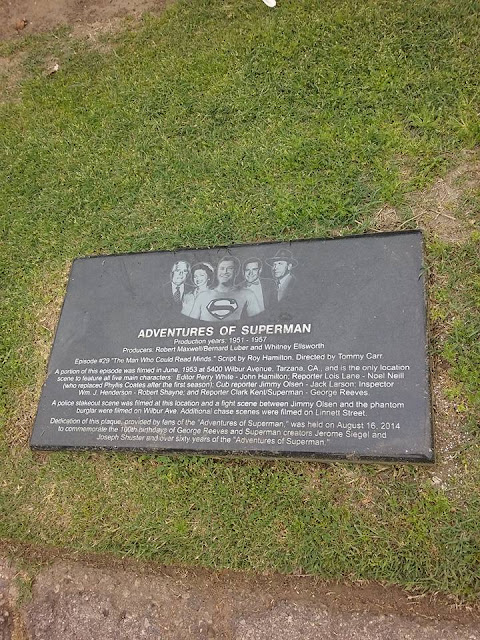 ADVENTURES OF SUPERMAN
Production years: 1951 - 1957
Producers: Robert Maxwell/Bernard Luber and Whitney Ellsworth
Episode #29 "The Man Who Could Read Minds." Script by Roy Hamilton. Directed by Tommy Carr.
A portion of this episode was filmed in June, 1953 at 5400 Wilbur Avenue, Tarzana, CA., and is the only location
scene to feature all five main characters: Editor Perry White - John Hamilton; Reporter Lois Lane - Noel Neill
(who replaced Phyllis Coates after the first season); Cub reporter Jimmy Olsen - Jack Larson; Inspector
Wm. J. Henderson - Robert Shayne; and Reporter Clark Kent/Superman - George Reeves.
A police stakeout scene was filmed at this location and a fight scene between Jimmy Olsen and the phantom
burglar were filmed on Wilbur Ave. Additional chase scenes were filmed on Linnett Street.
Dedication of this plaque, provided by fans of the "Adventures of Superman," was held on August 16, 2014
to commemorate the 100th birthdays of George Reeves and Superman creators Jerome Siegel and
Joseph Shuster and over sixty years of the "Adventures of Superman."